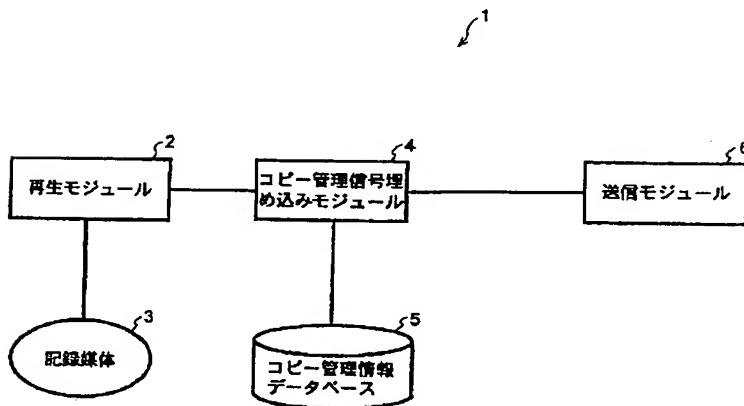 1
2
再生モジュール
4
コピー管理信号埋
め込みモジュール
6
送信モジュール
3
記録媒体
5
コピー管理情報
データベース